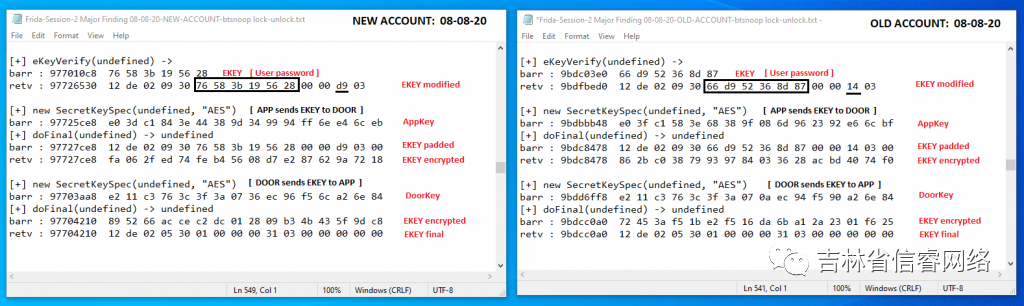 Frida-Session-2 Major Finding 08-08-20-NEW-ACCOUNT-btsnoop lock-unlock.txt
NEW ACCOUNT: 08-08-20
File Edit Format View Help
[+] eKeyVerify(undefined) ->
barr : 977010c8 76 58 3b 19 56 28 EKEY [ User password ]
retv : 97726530 12 de 02 09 30 76 58 3b 19 56 28 00 00 d9 03 EKEY modified
[+] new SecretKeySpec(undefined, "AES") [ APP sends EKEY to DOOR ]
barr : 97725ce8 e0 3d c1 84 3e 44 38 9d 34 99 94 ff 6e e4 6c eb AppKey
[+] doFinal(undefined) -> undefined
barr : 97727ce8 12 de 02 09 30 76 58 3b 19 56 28 00 00 d9 03 00 EKEY padded
retv : 97727ce8 fa 06 2f ed 74 fe b4 56 08 d7 e2 87 62 9a 72 18 EKEY encrypted
[+] new SecretKeySpec(undefined, "AES") [ DOOR sends EKEY to APP ]
barr : 97703aa8 e2 11 c3 76 3c 3f 3a 07 36 ec 96 f5 6c a2 6e 84 DoorKey
[+] doFinal(undefined) -> undefined
barr : 97704210 89 52 66 ac ce c2 dc 01 28 09 b3 4b 43 5f 9d c8 EKEY encrypted
retv : 97704210 12 de 02 05 30 01 00 00 00 31 03 00 00 00 00 00 EKEY final
Ln 549, Col 1 100% Windows (CRLF) UTF-8
*Frida-Session-2 Major Finding 08-08-20-OLD-ACCOUNT-btsnoop lock-unlock.txt -
OLD ACCOUNT: 08-08-20
File Edit Format View Help
[+] eKeyVerify(undefined) ->
barr : 9bdc03e0 66 d9 52 36 8d 87 EKEY [ User password ]
retv : 9bdfbed0 12 de 02 09 30 66 d9 52 36 8d 87 00 00 14 03 EKEY modified
[+] new SecretKeySpec(undefined, "AES") [ APP sends EKEY to DOOR ]
barr : 9bdbbb48 e0 3f c1 58 3e 68 38 9f 08 6d 96 23 92 e6 6c bf AppKey
[+] doFinal(undefined) -> undefined
barr : 9bdc8478 12 de 02 09 30 66 d9 52 36 8d 87 00 00 14 03 00 EKEY padded
retv : 9bdc8478 86 2b c0 38 79 93 97 84 03 36 28 ac bd 40 74 f0 EKEY encrypted
[+] new SecretKeySpec(undefined, "AES") [ DOOR sends EKEY to APP ]
barr : 9bdd6ff8 e2 11 c3 76 3c 3f 3a 07 0a ec 94 f5 90 a2 6e 84 DoorKey
[+] doFinal(undefined) -> undefined
barr : 9bdcc0a0 72 45 3a f5 1b e2 f5 16 da 6b a1 2a 23 01 f6 25 EKEY encrypted
retv : 9bdcc0a0 12 de 02 05 30 01 00 00 00 31 03 00 00 00 00 00 EKEY final
吉林省信睿网络
Ln 541, Col 1 100% Windows (CRLF) UTF-8